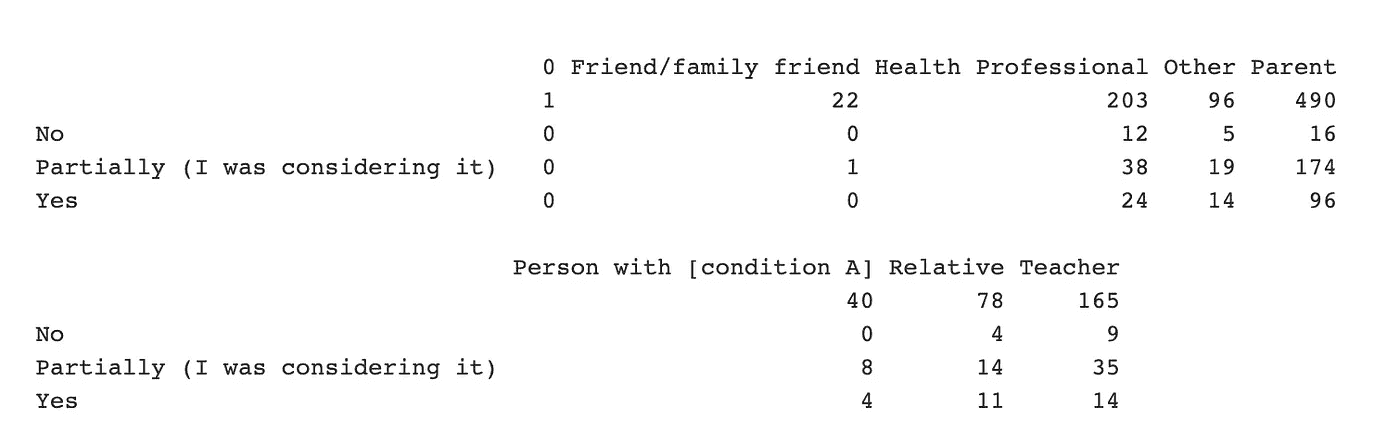 0 Friend/family friend Health Professional Other Parent
1 22 203 96 490
No 0 0 12 5 16
Partially (I was considering it) 0 1 38 19 174
Yes 0 0 24 14 96
Person with [condition A] Relative Teacher
40 78 165
No 0 4 9
Partially (I was considering it) 8 14 35
Yes 4 11 14